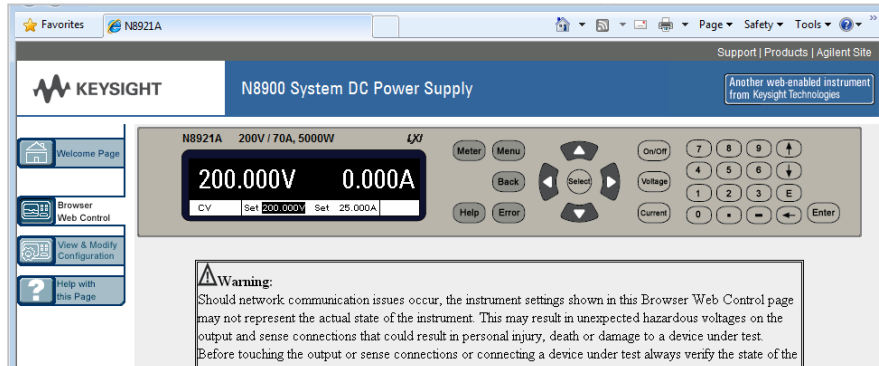 Favorites N8921A Page Safety Tools »
Support | Products | Agilent Site
KEYSIGHT N8900 System DC Power Supply Another web-enabled instrument
from Keysight Technologies
Welcome Page
Browser
Web Control
View & Modify
Configuration
? Help with
this Page
N8921A 200V / 70A, 5000W LXI
200.000V 0.000A
CV Set 200.000V Set 25.000A
Meter Menu
Back
Help Error
Select
On/Off
Voltage
Current
7 8 9
4 5 6
1 2 3 E
0 . - Enter
Warning:
Should network communication issues occur, the instrument settings shown in this Browser Web Control page
may not represent the actual state of the instrument. This may result in unexpected hazardous voltages on the
output and sense connections that could result in personal injury, death or damage to a device under test.
Before touching the output or sense connections or connecting a device under test always verify the state of the